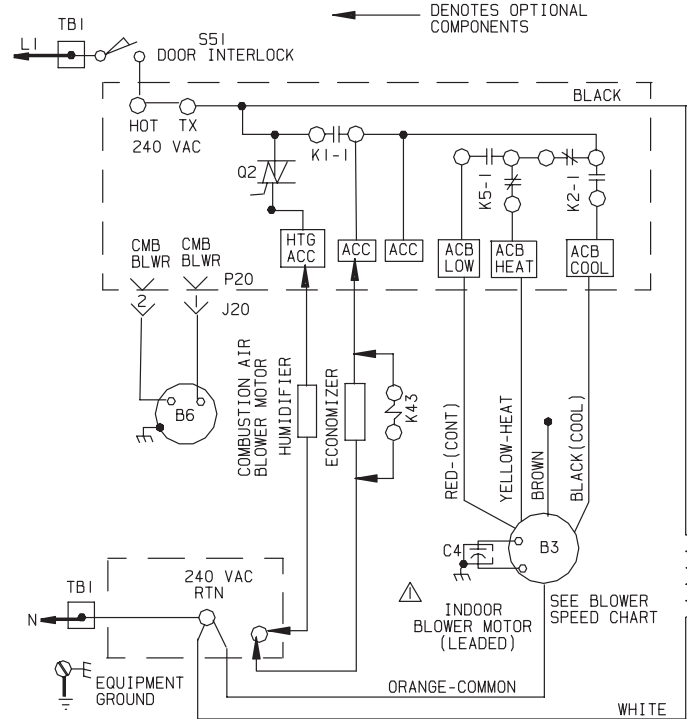 DENOTES OPTIONAL
COMPONENTS
L1
TB1
S51
DOOR INTERLOCK
BLACK
HOT TX
240 VAC
K1-1
Q2
K5-1
K2-1
HTG
ACC
ACC
ACC
ACB
LOW
ACB
HEAT
ACB
COOL
CMB
BLWR
CMB
BLWR
P20
2
1
J20
B6
COMBUSTION AIR
BLOWER MOTOR
HUMIDIFIER
ECONOMIZER
K43
RED-(CONT)
YELLOW-HEAT
BROWN
BLACK(COOL)
C4
B3
1
INDOOR
BLOWER MOTOR
(LEADED)
SEE BLOWER
SPEED CHART
TB1
240 VAC
RTN
N
EQUIPMENT
GROUND
ORANGE-COMMON
WHITE